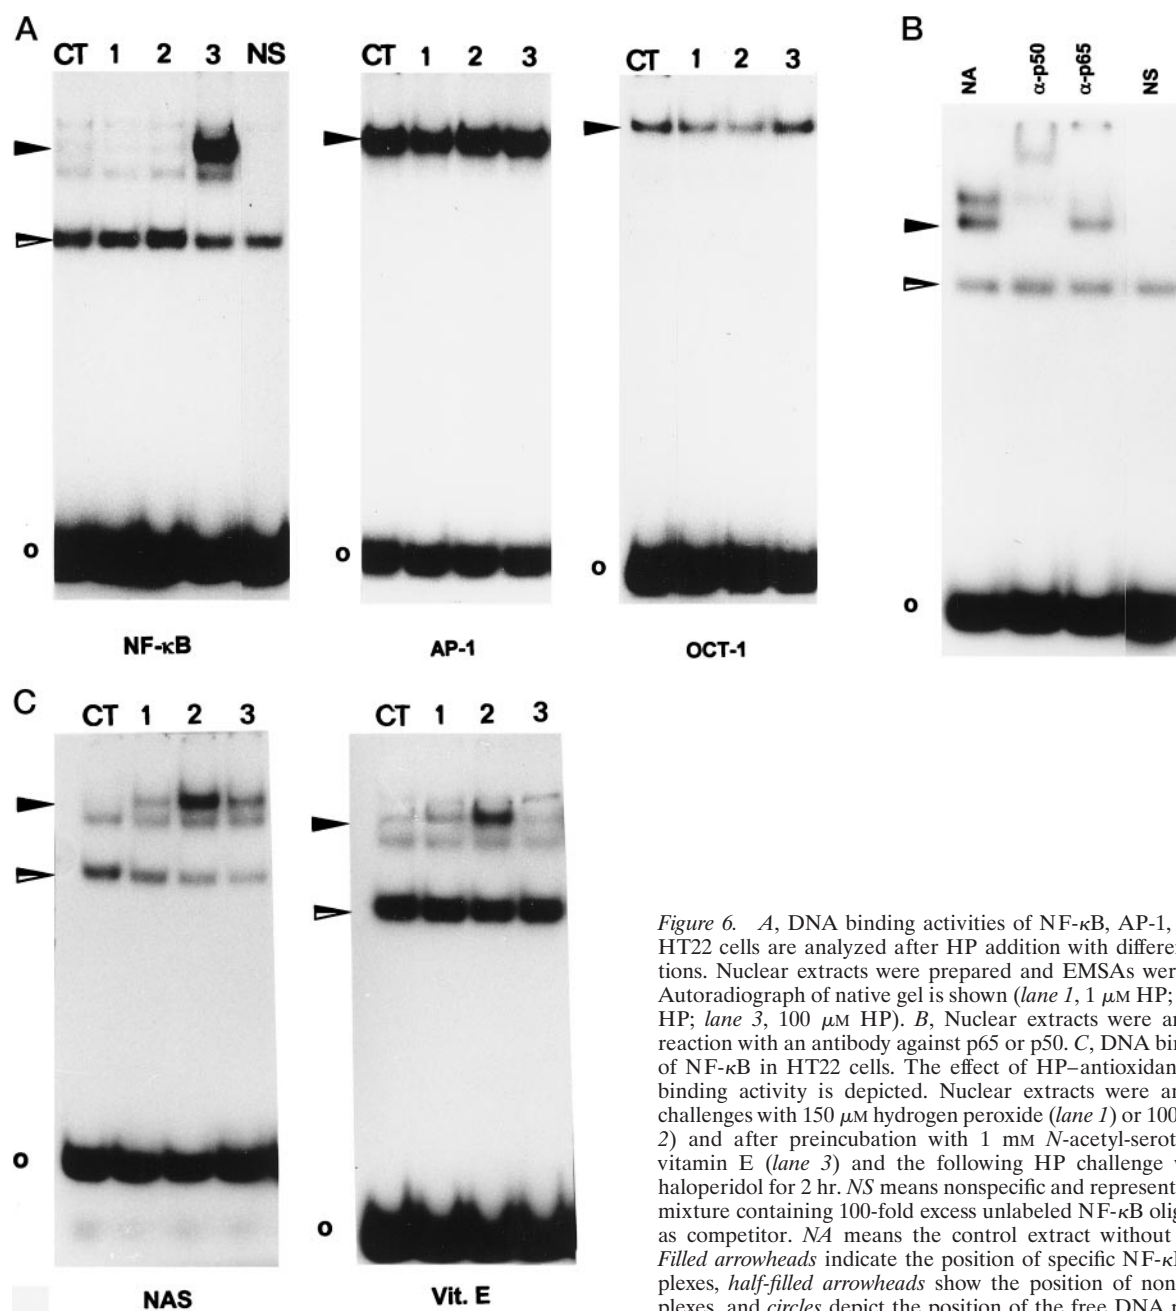 A
CT 1 2 3 NS
CT 1 2 3
CT 1 2 3
B
NA α-p50 α-p65 NS
o
o
o
o
NF-κB
AP-1
OCT-1
C
CT 1 2 3
CT 1 2 3
o
o
NAS
Vit. E
Figure 6. A, DNA binding activities of NF-κB, AP-1,
HT22 cells are analyzed after HP addition with differe
tions. Nuclear extracts were prepared and EMSAs wer
Autoradiograph of native gel is shown (lane 1, 1 μM HP;
HP; lane 3, 100 μM HP). B, Nuclear extracts were a
reaction with an antibody against p65 or p50. C, DNA bin
of NF-κB in HT22 cells. The effect of HP–antioxidan
binding activity is depicted. Nuclear extracts were an
challenges with 150 μM hydrogen peroxide (lane 1) or 100
2) and after preincubation with 1 mM N-acetyl-serot
vitamin E (lane 3) and the following HP challenge
haloperidol for 2 hr. NS means nonspecific and represent
mixture containing 100-fold excess unlabeled NF-κB olig
as competitor. NA means the control extract without
Filled arrowheads indicate the position of specific NF-κ
plexes, half-filled arrowheads show the position of non
plexes, and circles depict the position of the free DNA